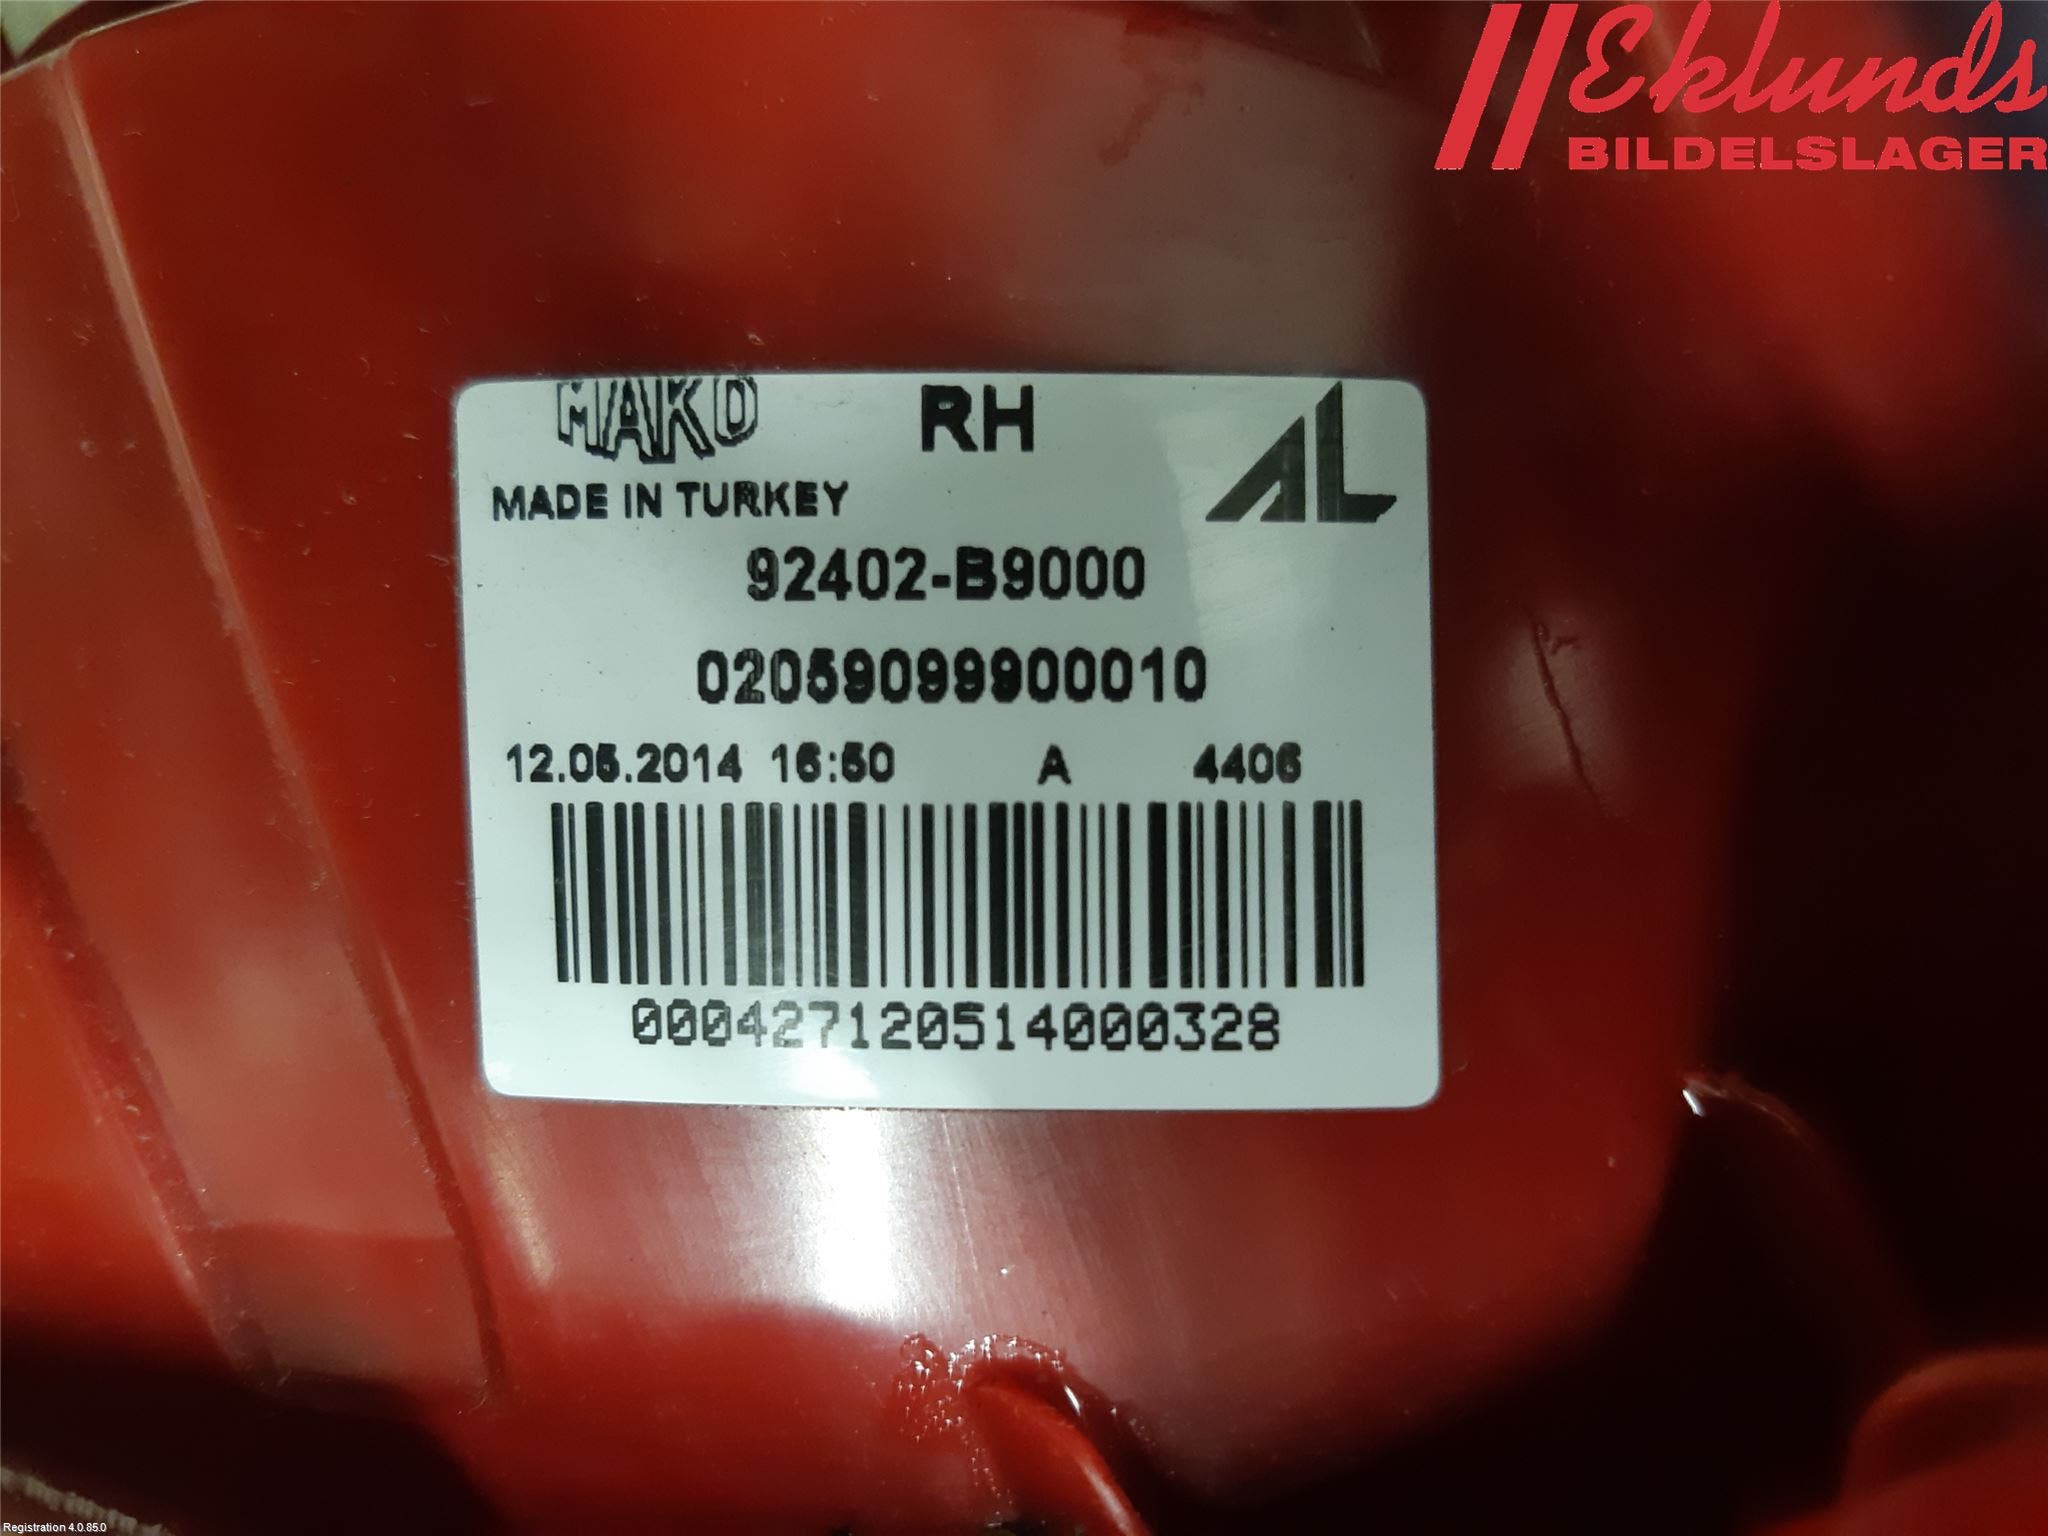 Eklunds
BILDELSLAGER
MAKO RH AL
MADE IN TURKEY
92402-B9000
02059099900010
12.05.2014 16:50 A 4406
000427120514000328
Registration 4.0.85.0